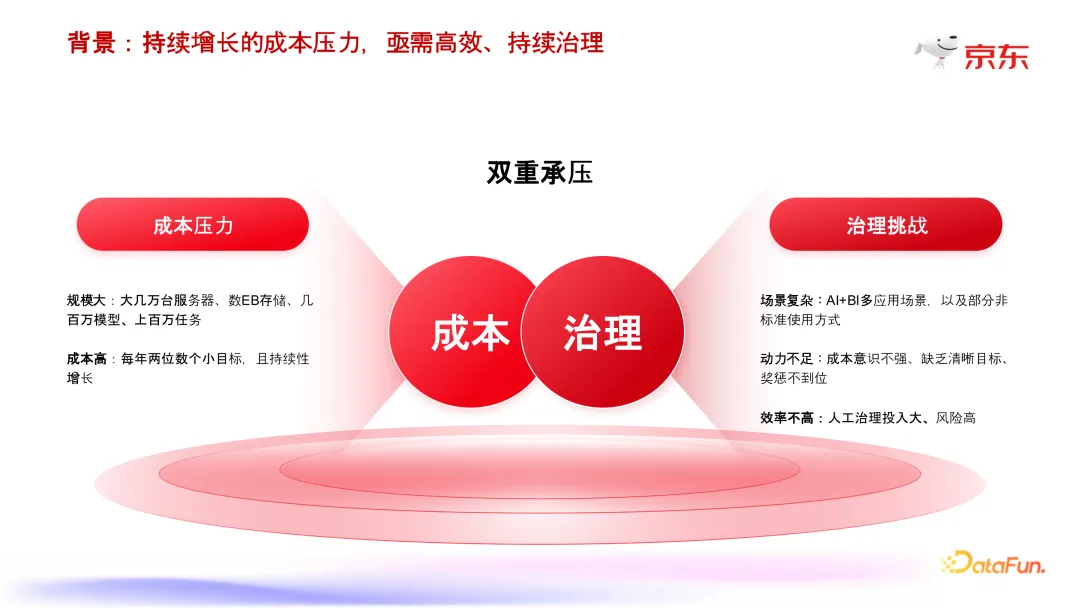 背景：持续增长的成本压力，亟需高效、持续治理
京东
双重承压
成本压力
规模大：大几万台服务器、数EB存储、几
百万模型、上百万任务
成本高：每年两位数个小目标，且持续性
增长
成本
治理
治理挑战
场景复杂：AI+BI多应用场景，以及部分非
标准使用方式
动力不足：成本意识不强、缺乏清晰目标、
奖惩不到位
效率不高：人工治理投入大、风险高
DataFun.